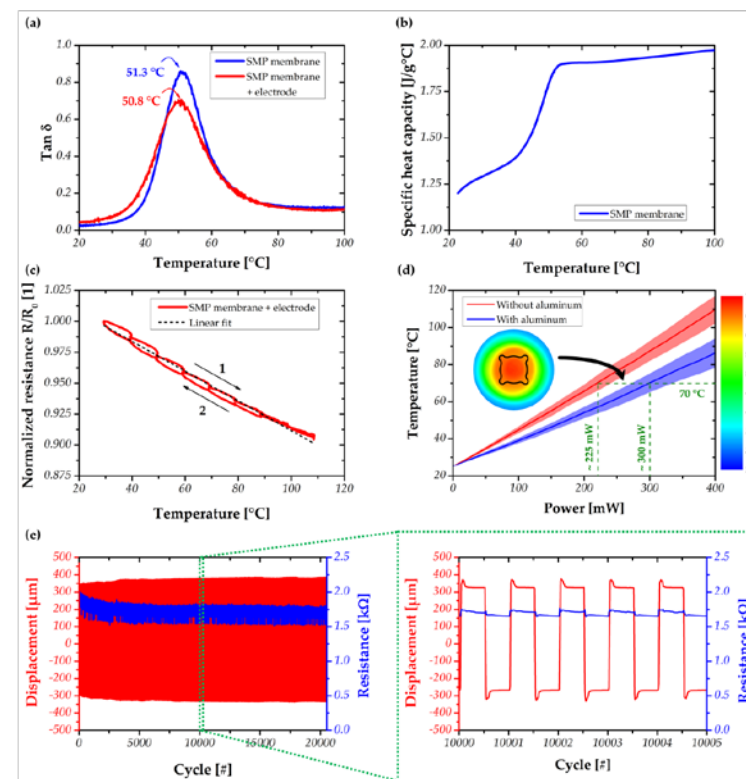 (a)
Tan δ
1.0
0.8
0.6
0.4
0.2
0.0
51.3 °C
50.8 °C
SMP membrane
SMP membrane
+ electrode
20 40 60 80 100
Temperature [°C]
(b)
Specific heat capacity [J/g°C]
2.00
1.75
1.50
1.25
1.00
SMP membrane
20 40 60 80 100
Temperature [°C]
(c)
Normalized resistance R/R0 [1]
1.025
1.000
0.975
0.950
0.925
0.900
0.875
SMP membrane + electrode
Linear fit
1
2
20 40 60 80 100 120
Temperature [°C]
(d)
Temperature [°C]
120
100
80
60
40
20
Without aluminum
With aluminum
70 °C
~ 225 mW
~ 300 mW
0 100 200 300 400
Power [mW]
(e)
Displacement [µm]
500
400
300
200
100
0
-100
-200
-300
-400
-500
2.5
2.0
1.5
1.0
0.5
0.0
Resistance [kΩ]
0 5000 10000 15000 20000
Cycle [#]
Displacement [µm]
500
400
300
200
100
0
-100
-200
-300
-400
-500
2.5
2.0
1.5
1.0
0.5
0.0
Resistance [kΩ]
10000 10001 10002 10003 10004 10005
Cycle [#]